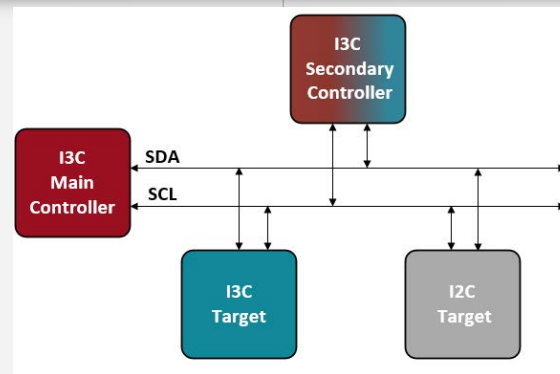 I3C
Secondary
Controller
I3C
Main
Controller
SDA
SCL
I3C
Target
I2C
Target